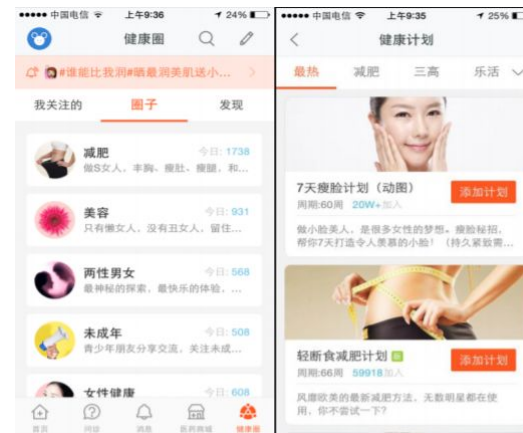 中国电信 上午9:36 24%
健康圈
#谁能比我润#晒最润美肌送小...
我关注的 圈子 发现
减肥 今日: 1738
做S女人，丰胸、瘦肚、瘦腿，和...
美容 今日: 931
只有懒女人，没有丑女人，留住...
两性男女 今日: 568
最神秘的探索，最快乐的体验，...
未成年 今日: 508
青少年朋友分享交流，关注未成...
女性健康 今日: 608
首页 问诊 消息 医药商城 健康圈
中国电信 上午9:35 25%
健康计划
最热 减肥 三高 乐活
7天瘦脸计划（动图）
添加计划
周期:60周 20W+加入
做小脸美人，是很多女性的梦想。瘦脸秘招，
帮你7天打造令人羡慕的小脸！（持久紧致需...
轻断食减肥计划
添加计划
周期:66周 59918加入
风靡欧美的最新减肥方法，无数明星都在使
用，你不尝试一下？